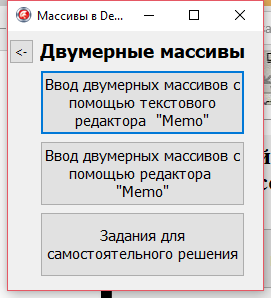 Массивы в De...
<- Двумерные массивы
Ввод двумерных массивов с
помощью текстового
редактора "Memo"
Ввод двумерных массивов с
помощью редактора
"Memo"
Задания для
самостоятельного решения